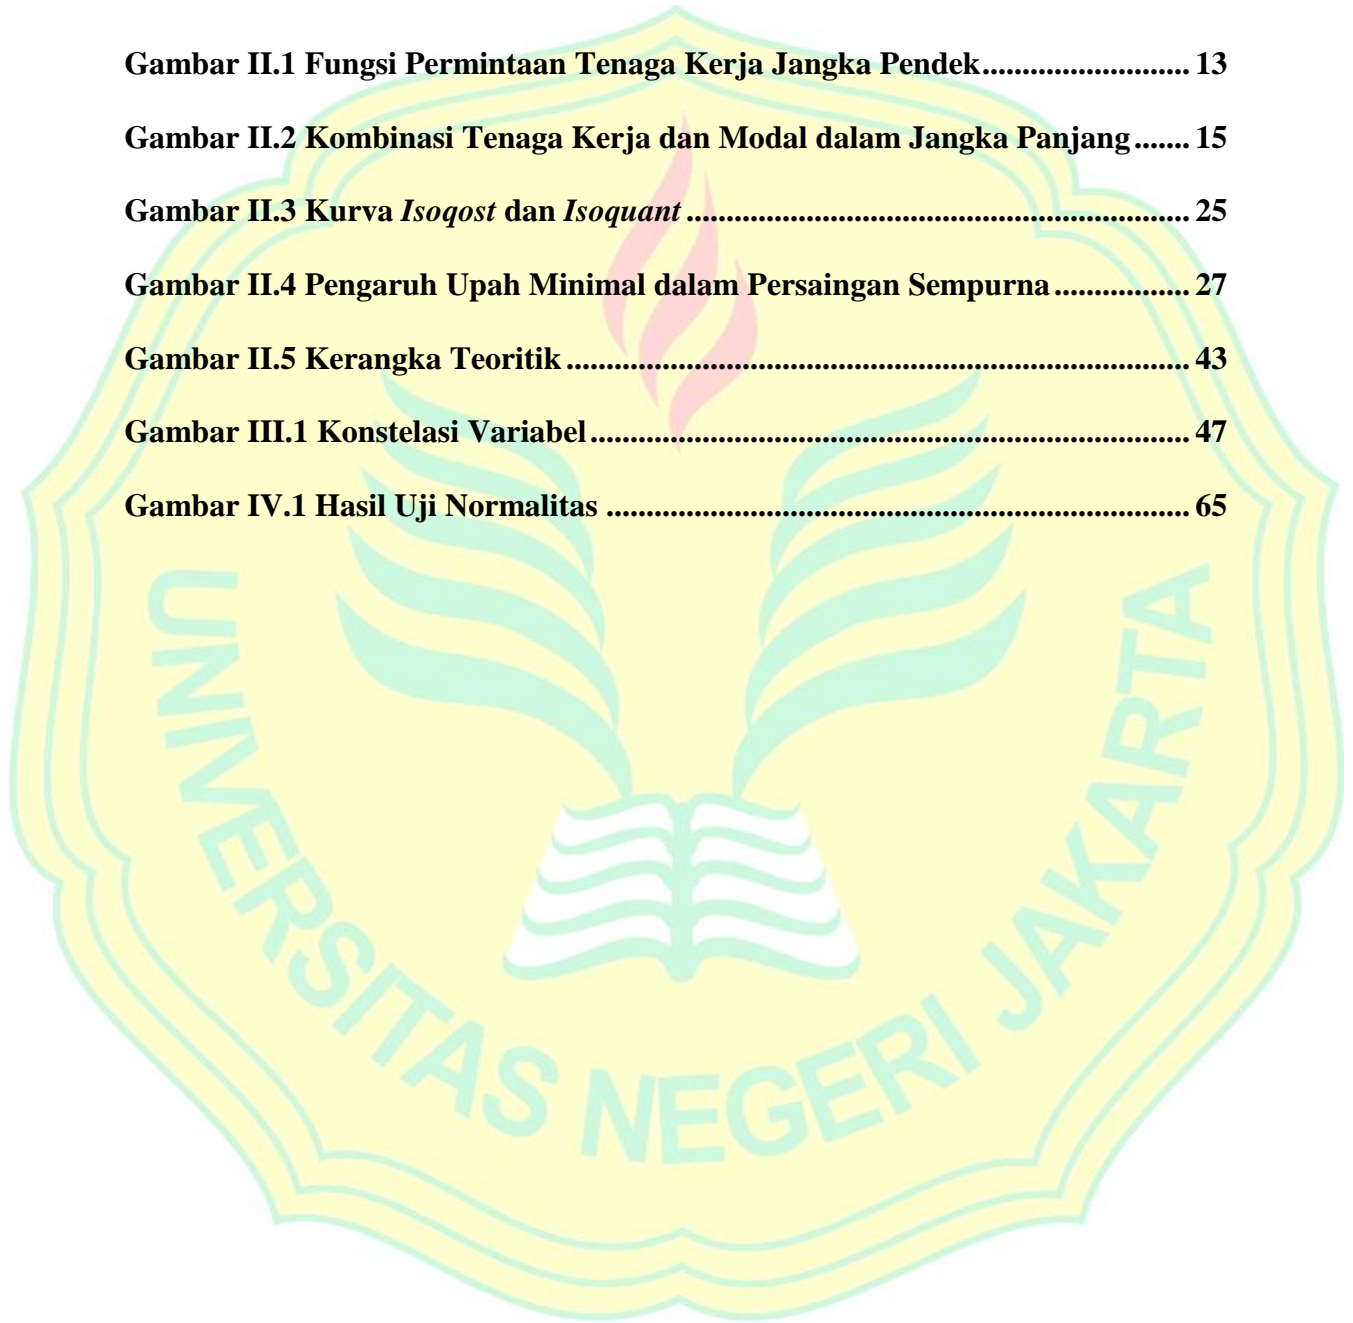 Gambar II.1 Fungsi Permintaan Tenaga Kerja Jangka Pendek........................... 13
Gambar II.2 Kombinasi Tenaga Kerja dan Modal dalam Jangka Panjang....... 15
Gambar II.3 Kurva Isoqost dan Isoquant................................................................. 25
Gambar II.4 Pengaruh Upah Minimal dalam Persaingan Sempurna................. 27
Gambar II.5 Kerangka Teoritik................................................................................ 43
Gambar III.1 Konstelasi Variabel............................................................................. 47
Gambar IV.1 Hasil Uji Normalitas........................................................................... 65
UNIVERSITAS NEGERI JAKARTA